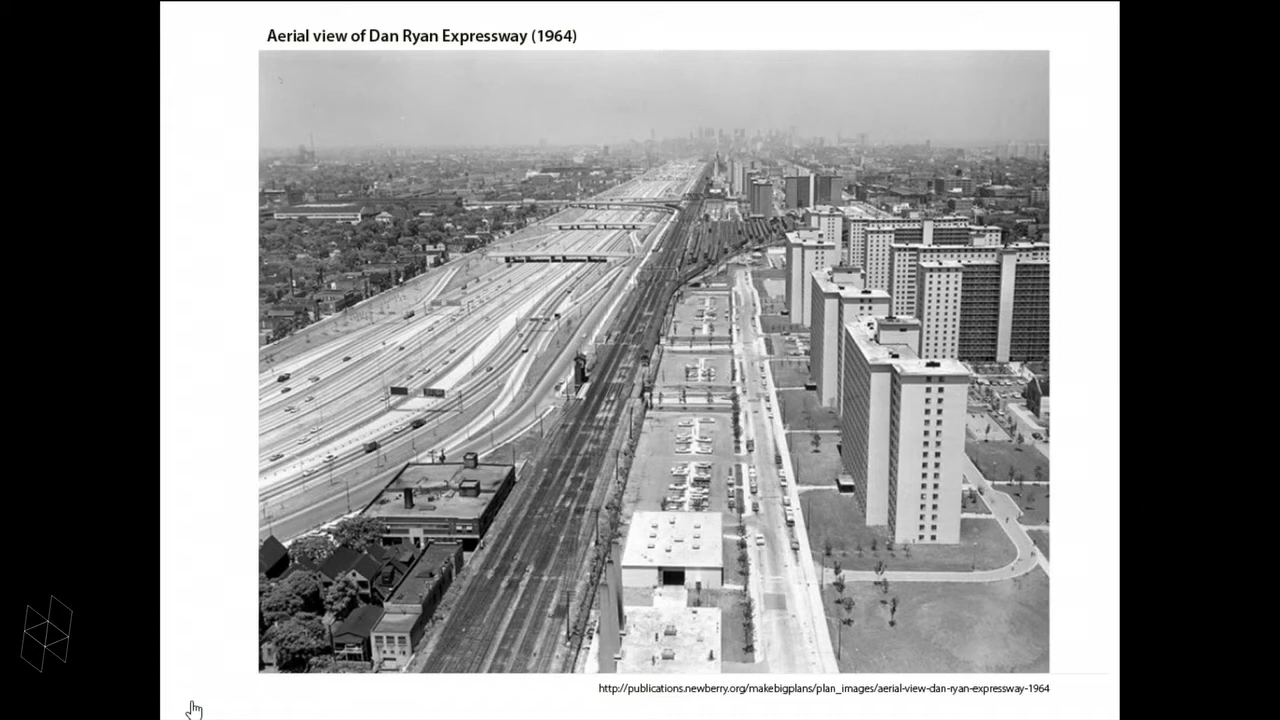 Aerial view of Dan Ryan Expressway (1964)
http://publications.newberry.org/makebigplans/plan_images/aerial-view-dan-ryan-expressway-1964